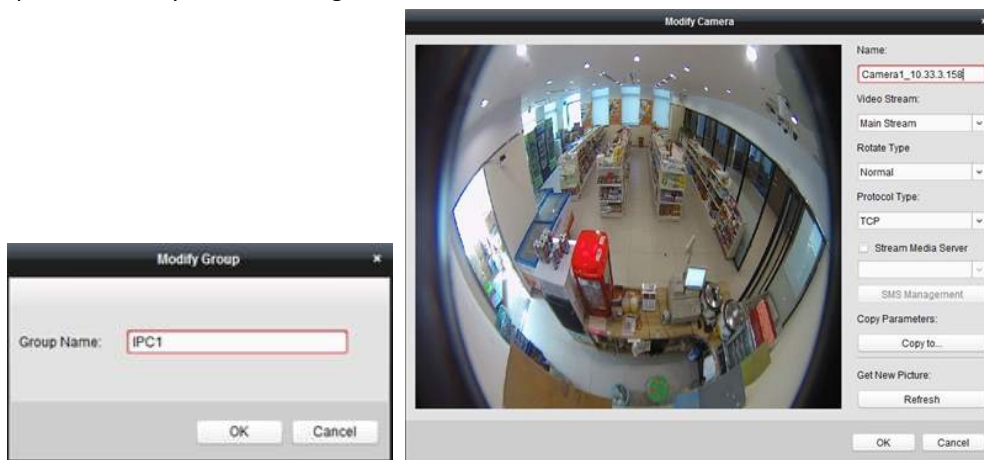 Modify Group
Group Name:
IPC1
OK
Cancel
Modify Camera
Name:
Camera1_10.33.3.158
Video Stream:
Main Stream
Rotate Type
Normal
Protocol Type:
TCP
Stream Media Server
SMS Management
Copy Parameters:
Copy to...
Get New Picture:
Refresh
OK
Cancel